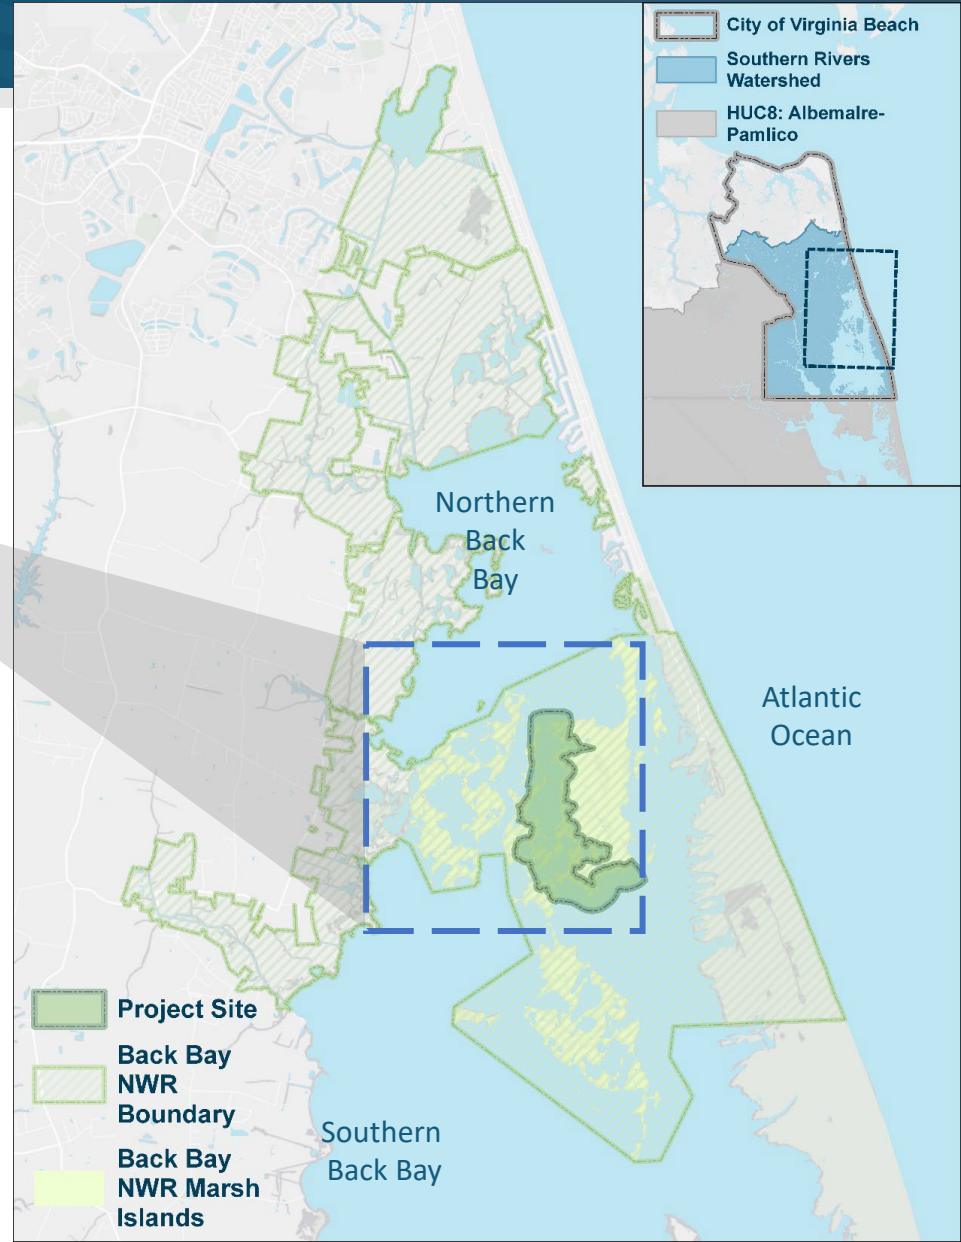 City of Virginia Beach
Southern Rivers
Watershed
HUC8: Albemalre-
Pamlico
Northern
Back
Bay
Atlantic
Ocean
Project Site
Back Bay
NWR
Boundary
Back Bay
NWR Marsh
Islands
Southern
Back Bay